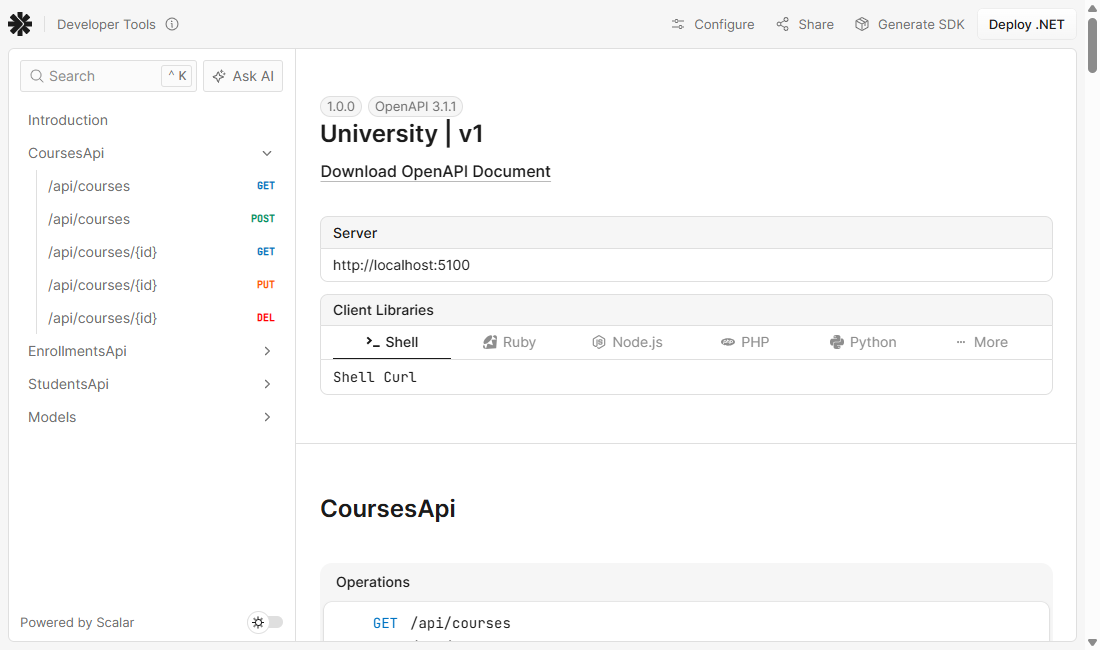 Developer Tools
Configure
Share
Generate SDK
Deploy .NET
Search
^ K
Ask AI
Introduction
CoursesApi
/api/courses GET
/api/courses POST
/api/courses/{id} GET
/api/courses/{id} PUT
/api/courses/{id} DEL
EnrollmentsApi
StudentsApi
Models
Powered by Scalar
1.0.0 OpenAPI 3.1.1
University | v1
Download OpenAPI Document
Server
http://localhost:5100
Client Libraries
Shell Ruby Node.js PHP Python More
Shell Curl
CoursesApi
Operations
GET /api/courses